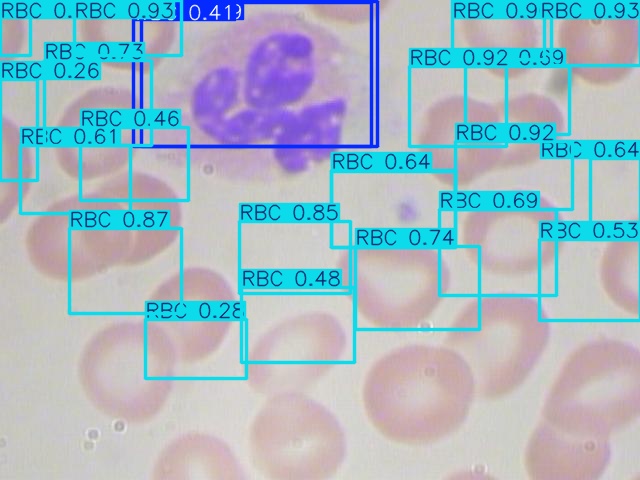 RBC 0.93
0.41
RBC 0.9
RBC 0.93
RBC 0.73
RBC 0.92
0.69
RBC 0.26
RBC 0.46
RBC 0.61
RBC 0.92
RBC 0.64
RBC 0.64
RBC 0.69
RBC 0.85
RBC 0.87
RBC 0.74
RBC 0.53
RBC 0.48
RBC 0.28